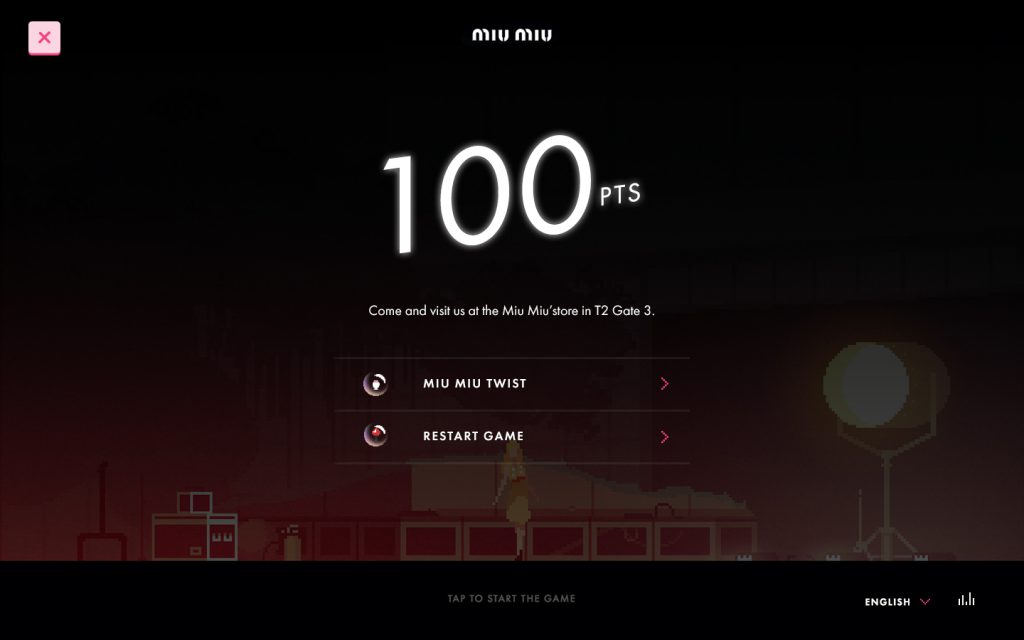 miu miu
100 PTS
Come and visit us at the Miu Miu'store in T2 Gate 3.
MIU MIU TWIST
RESTART GAME
TAP TO START THE GAME
ENGLISH